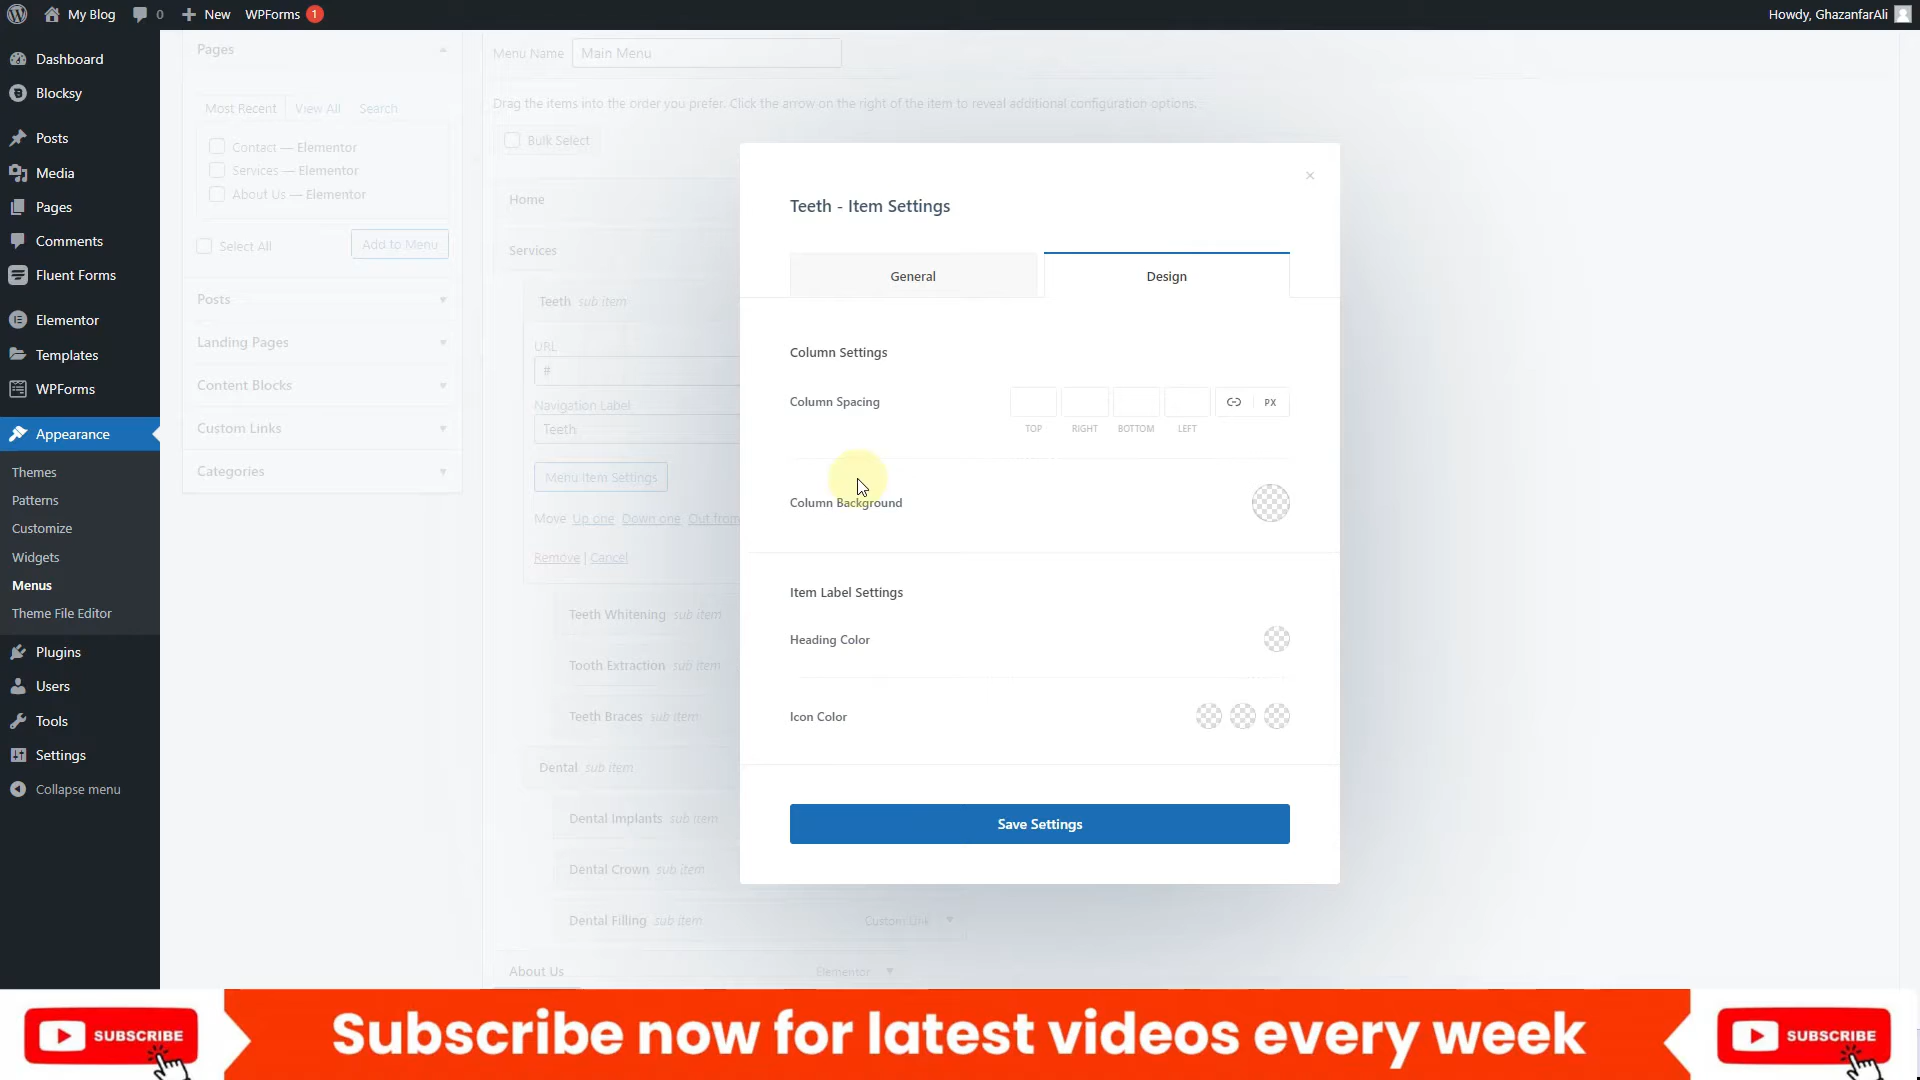 My Blog 0 New WPForms 1 Howdy, GhazanfarAli
Dashboard
Blocksy
Posts
Media
Pages
Comments
Fluent Forms
Elementor
Templates
WPForms
Appearance
Themes
Patterns
Customize
Widgets
Menus
Theme File Editor
Plugins
Users
Tools
Settings
Collapse menu
Pages
Most Recent View All Search
Contact — Elementor
Services — Elementor
About Us — Elementor
Select All Add to Menu
Posts
Landing Pages
Content Blocks
Custom Links
Categories
Menu Name Main Menu
Drag the items into the order you prefer. Click the arrow on the right of the item to reveal additional configuration options.
Bulk Select
Home
Services
Teeth sub item
URL
#
Navigation Label
Teeth
Menu Item Settings
Move Up one Down one Out from
Remove | Cancel
Teeth Whitening sub item
Tooth Extraction sub item
Teeth Braces sub item
Dental sub item
Dental Implants sub item
Dental Crown sub item
Dental Filling sub item Custom Link
About Us Elementor
Teeth - Item Settings
General Design
Column Settings
Column Spacing PX
TOP RIGHT BOTTOM LEFT
Column Background
Item Label Settings
Heading Color
Icon Color
Save Settings
SUBSCRIBE Subscribe now for latest videos every week SUBSCRIBE